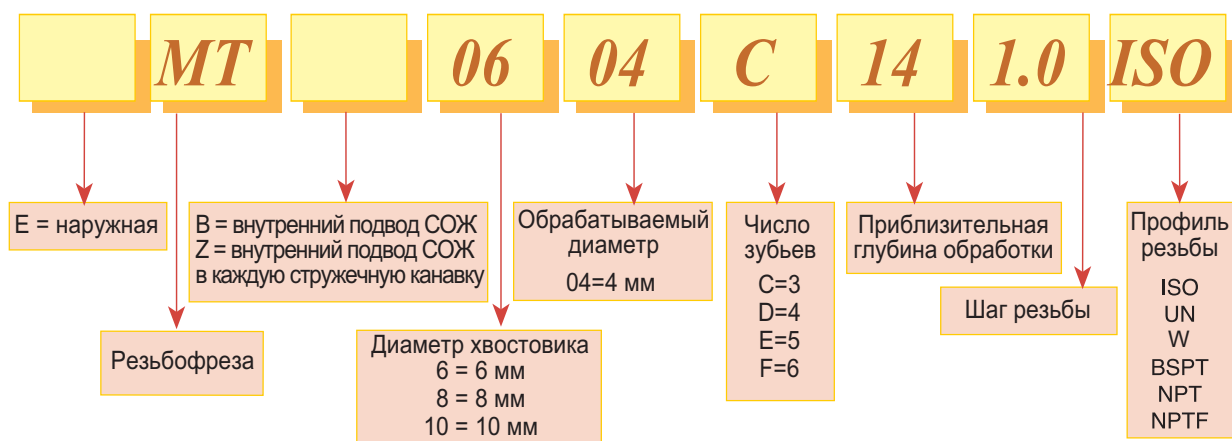 MT 06 04 C 14 1.0 ISO
E = наружная
B = внутренний подвод СОЖ
Z = внутренний подвод СОЖ
в каждую стружечную канавку
Обрабатываемый
диаметр
04=4 мм
Число
зубьев
C=3
D=4
E=5
F=6
Приблизительная
глубина обработки
Профиль
резьбы
ISO
UN
W
BSPT
NPT
NPTF
Резьбофреза
Диаметр хвостовика
6 = 6 мм
8 = 8 мм
10 = 10 мм
Шаг резьбы